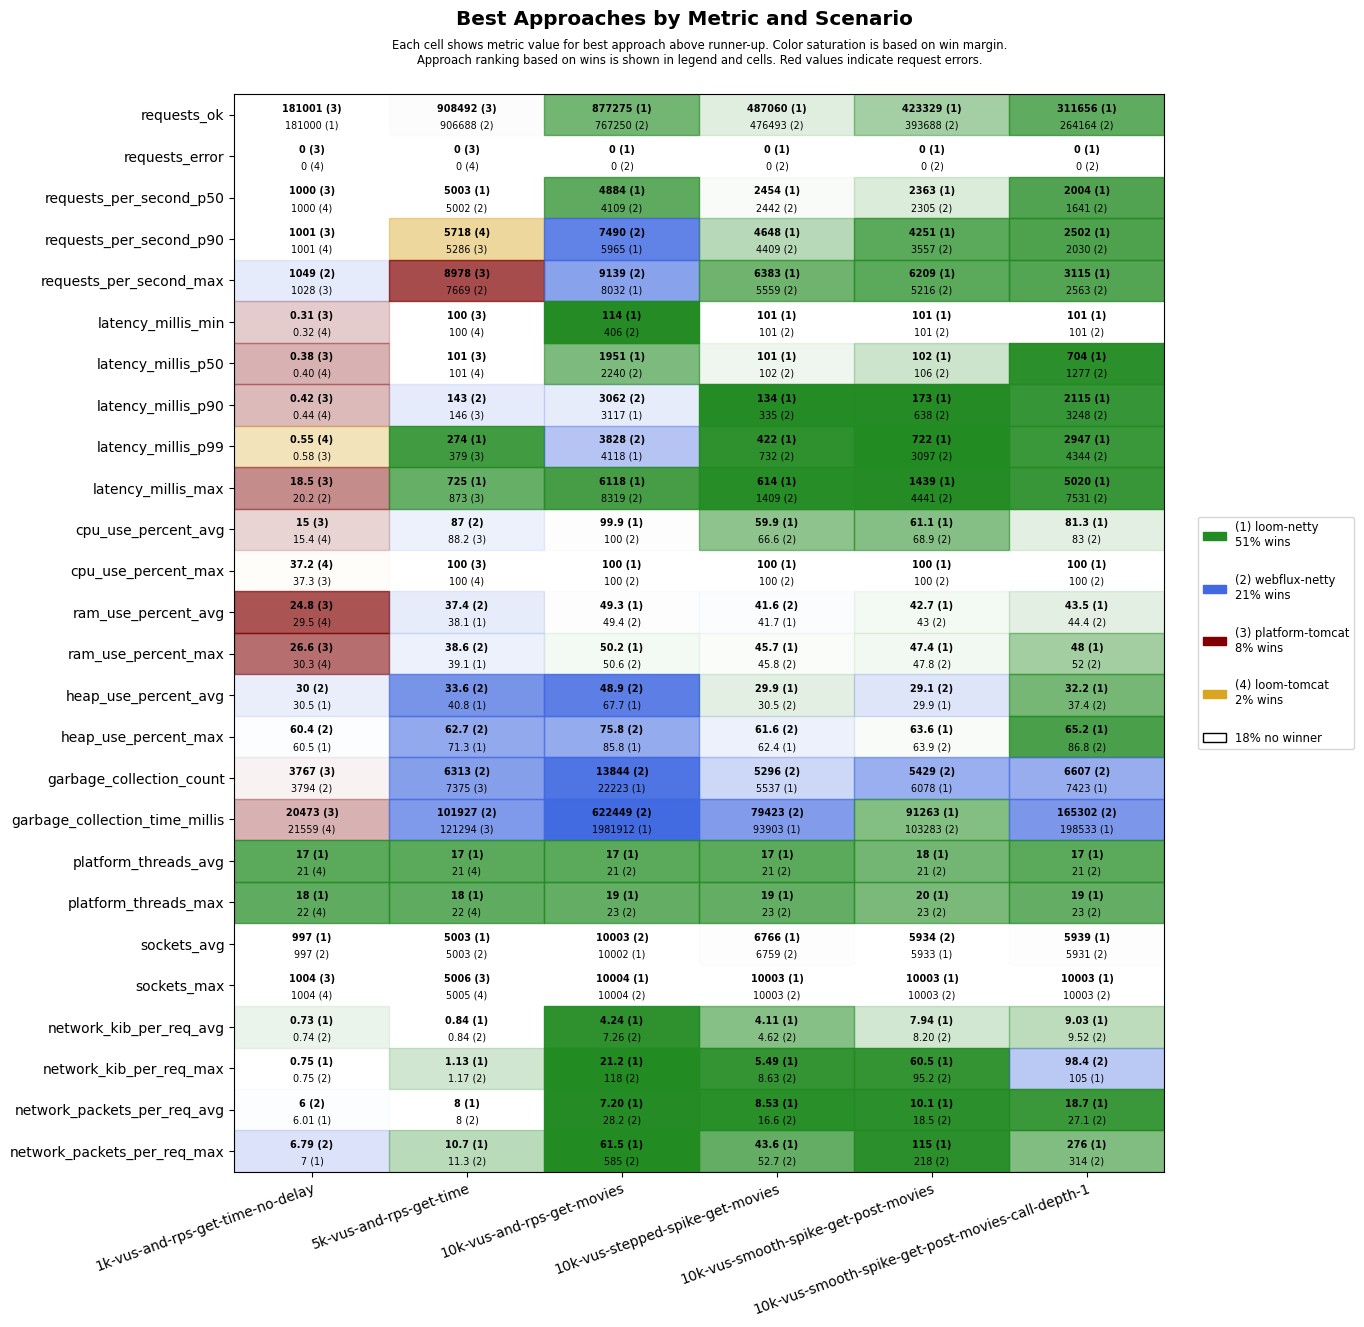 Best Approaches by Metric and Scenario
Each cell shows metric value for best approach above runner-up. Color saturation is based on win margin.
Approach ranking based on wins is shown in legend and cells. Red values indicate request errors.
requests_ok
181001 (3) 908492 (3) 877275 (1) 487060 (1) 423329 (1) 311656 (1)
181000 (1) 906688 (2) 767250 (2) 476493 (2) 393688 (2) 264164 (2)
requests_error
0 (3) 0 (3) 0 (1) 0 (1) 0 (1) 0 (1)
0 (4) 0 (4) 0 (2) 0 (2) 0 (2) 0 (2)
requests_per_second_p50
1000 (3) 5003 (1) 4884 (1) 2454 (1) 2363 (1) 2004 (1)
1000 (4) 5002 (2) 4109 (2) 2442 (2) 2305 (2) 1641 (2)
requests_per_second_p90
1001 (3) 5718 (4) 7490 (2) 4648 (1) 4251 (1) 2502 (1)
1001 (4) 5286 (3) 5965 (1) 4409 (2) 3557 (2) 2030 (2)
requests_per_second_max
1049 (2) 8978 (3) 9139 (2) 6383 (1) 6209 (1) 3115 (1)
1028 (3) 7669 (2) 8032 (1) 5559 (2) 5216 (2) 2563 (2)
latency_millis_min
0.31 (3) 100 (3) 114 (1) 101 (1) 101 (1) 101 (1)
0.32 (4) 100 (4) 406 (2) 101 (2) 101 (2) 101 (2)
latency_millis_p50
0.38 (3) 101 (3) 1951 (1) 101 (1) 102 (1) 704 (1)
0.40 (4) 101 (4) 2240 (2) 102 (2) 106 (2) 1277 (2)
latency_millis_p90
0.42 (3) 143 (2) 3062 (2) 134 (1) 173 (1) 2115 (1)
0.44 (4) 146 (3) 3117 (1) 335 (2) 638 (2) 3248 (2)
latency_millis_p99
0.55 (4) 274 (1) 3828 (2) 422 (1) 722 (1) 2947 (1)
0.58 (3) 379 (3) 4118 (1) 732 (2) 3097 (2) 4344 (2)
latency_millis_max
18.5 (3) 725 (1) 6118 (1) 614 (1) 1439 (1) 5020 (1)
20.2 (2) 873 (3) 8319 (2) 1409 (2) 4441 (2) 7531 (2)
cpu_use_percent_avg
15 (3) 87 (2) 99.9 (1) 59.9 (1) 61.1 (1) 81.3 (1)
15.4 (4) 88.2 (3) 100 (2) 66.6 (2) 68.9 (2) 83 (2)
cpu_use_percent_max
37.2 (4) 100 (3) 100 (1) 100 (1) 100 (1) 100 (1)
37.3 (3) 100 (4) 100 (2) 100 (2) 100 (2) 100 (2)
ram_use_percent_avg
24.8 (3) 37.4 (2) 49.3 (1) 41.6 (2) 42.7 (1) 43.5 (1)
29.5 (4) 38.1 (1) 49.4 (2) 41.7 (1) 43 (2) 44.4 (2)
ram_use_percent_max
26.6 (3) 38.6 (2) 50.2 (1) 45.7 (1) 47.4 (1) 48 (1)
30.3 (4) 39.1 (1) 50.6 (2) 45.8 (2) 47.8 (2) 52 (2)
heap_use_percent_avg
30 (2) 33.6 (2) 48.9 (2) 29.9 (1) 29.1 (2) 32.2 (1)
30.5 (1) 40.8 (1) 67.7 (1) 30.5 (2) 29.9 (1) 37.4 (2)
heap_use_percent_max
60.4 (2) 62.7 (2) 75.8 (2) 61.6 (2) 63.6 (1) 65.2 (1)
60.5 (1) 71.3 (1) 85.8 (1) 62.4 (1) 63.9 (2) 86.8 (2)
garbage_collection_count
3767 (3) 6313 (2) 13844 (2) 5296 (2) 5429 (2) 6607 (2)
3794 (2) 7375 (3) 22223 (1) 5537 (1) 6078 (1) 7423 (1)
garbage_collection_time_millis
20473 (3) 101927 (2) 622449 (2) 79423 (2) 91263 (1) 165302 (2)
21559 (4) 121294 (3) 1981912 (1) 93903 (1) 103283 (2) 198533 (1)
platform_threads_avg
17 (1) 17 (1) 17 (1) 17 (1) 18 (1) 17 (1)
21 (4) 21 (4) 21 (2) 21 (2) 21 (2) 21 (2)
platform_threads_max
18 (1) 18 (1) 19 (1) 19 (1) 20 (1) 19 (1)
22 (4) 22 (4) 23 (2) 23 (2) 23 (2) 23 (2)
sockets_avg
997 (1) 5003 (1) 10003 (2) 6766 (1) 5934 (2) 5939 (1)
997 (2) 5003 (2) 10002 (1) 6759 (2) 5933 (1) 5931 (2)
sockets_max
1004 (3) 5006 (3) 10004 (1) 10003 (1) 10003 (1) 10003 (1)
1004 (4) 5005 (4) 10004 (2) 10003 (2) 10003 (2) 10003 (2)
network_kib_per_req_avg
0.73 (1) 0.84 (1) 4.24 (1) 4.11 (1) 7.94 (1) 9.03 (1)
0.74 (2) 0.84 (2) 7.26 (2) 4.62 (2) 8.20 (2) 9.52 (2)
network_kib_per_req_max
0.75 (1) 1.13 (1) 21.2 (1) 5.49 (1) 60.5 (1) 98.4 (2)
0.75 (2) 1.17 (2) 118 (2) 8.63 (2) 95.2 (2) 105 (1)
network_packets_per_req_avg
6 (2) 8 (1) 7.20 (1) 8.53 (1) 10.1 (1) 18.7 (1)
6.01 (1) 8 (2) 28.2 (2) 16.6 (2) 18.5 (2) 27.1 (2)
network_packets_per_req_max
6.79 (2) 10.7 (1) 61.5 (1) 43.6 (1) 115 (1) 276 (1)
7 (1) 11.3 (2) 585 (2) 52.7 (2) 218 (2) 314 (2)
1k-vus-and-rps-get-time-no-delay
5k-vus-and-rps-get-time
10k-vus-and-rps-get-movies
10k-vus-stepped-spike-get-movies
10k-vus-smooth-spike-get-post-movies
10k-vus-smooth-spike-get-post-movies-call-depth-1
(1) loom-netty
51% wins
(2) webflux-netty
21% wins
(3) platform-tomcat
8% wins
(4) loom-tomcat
2% wins
18% no winner